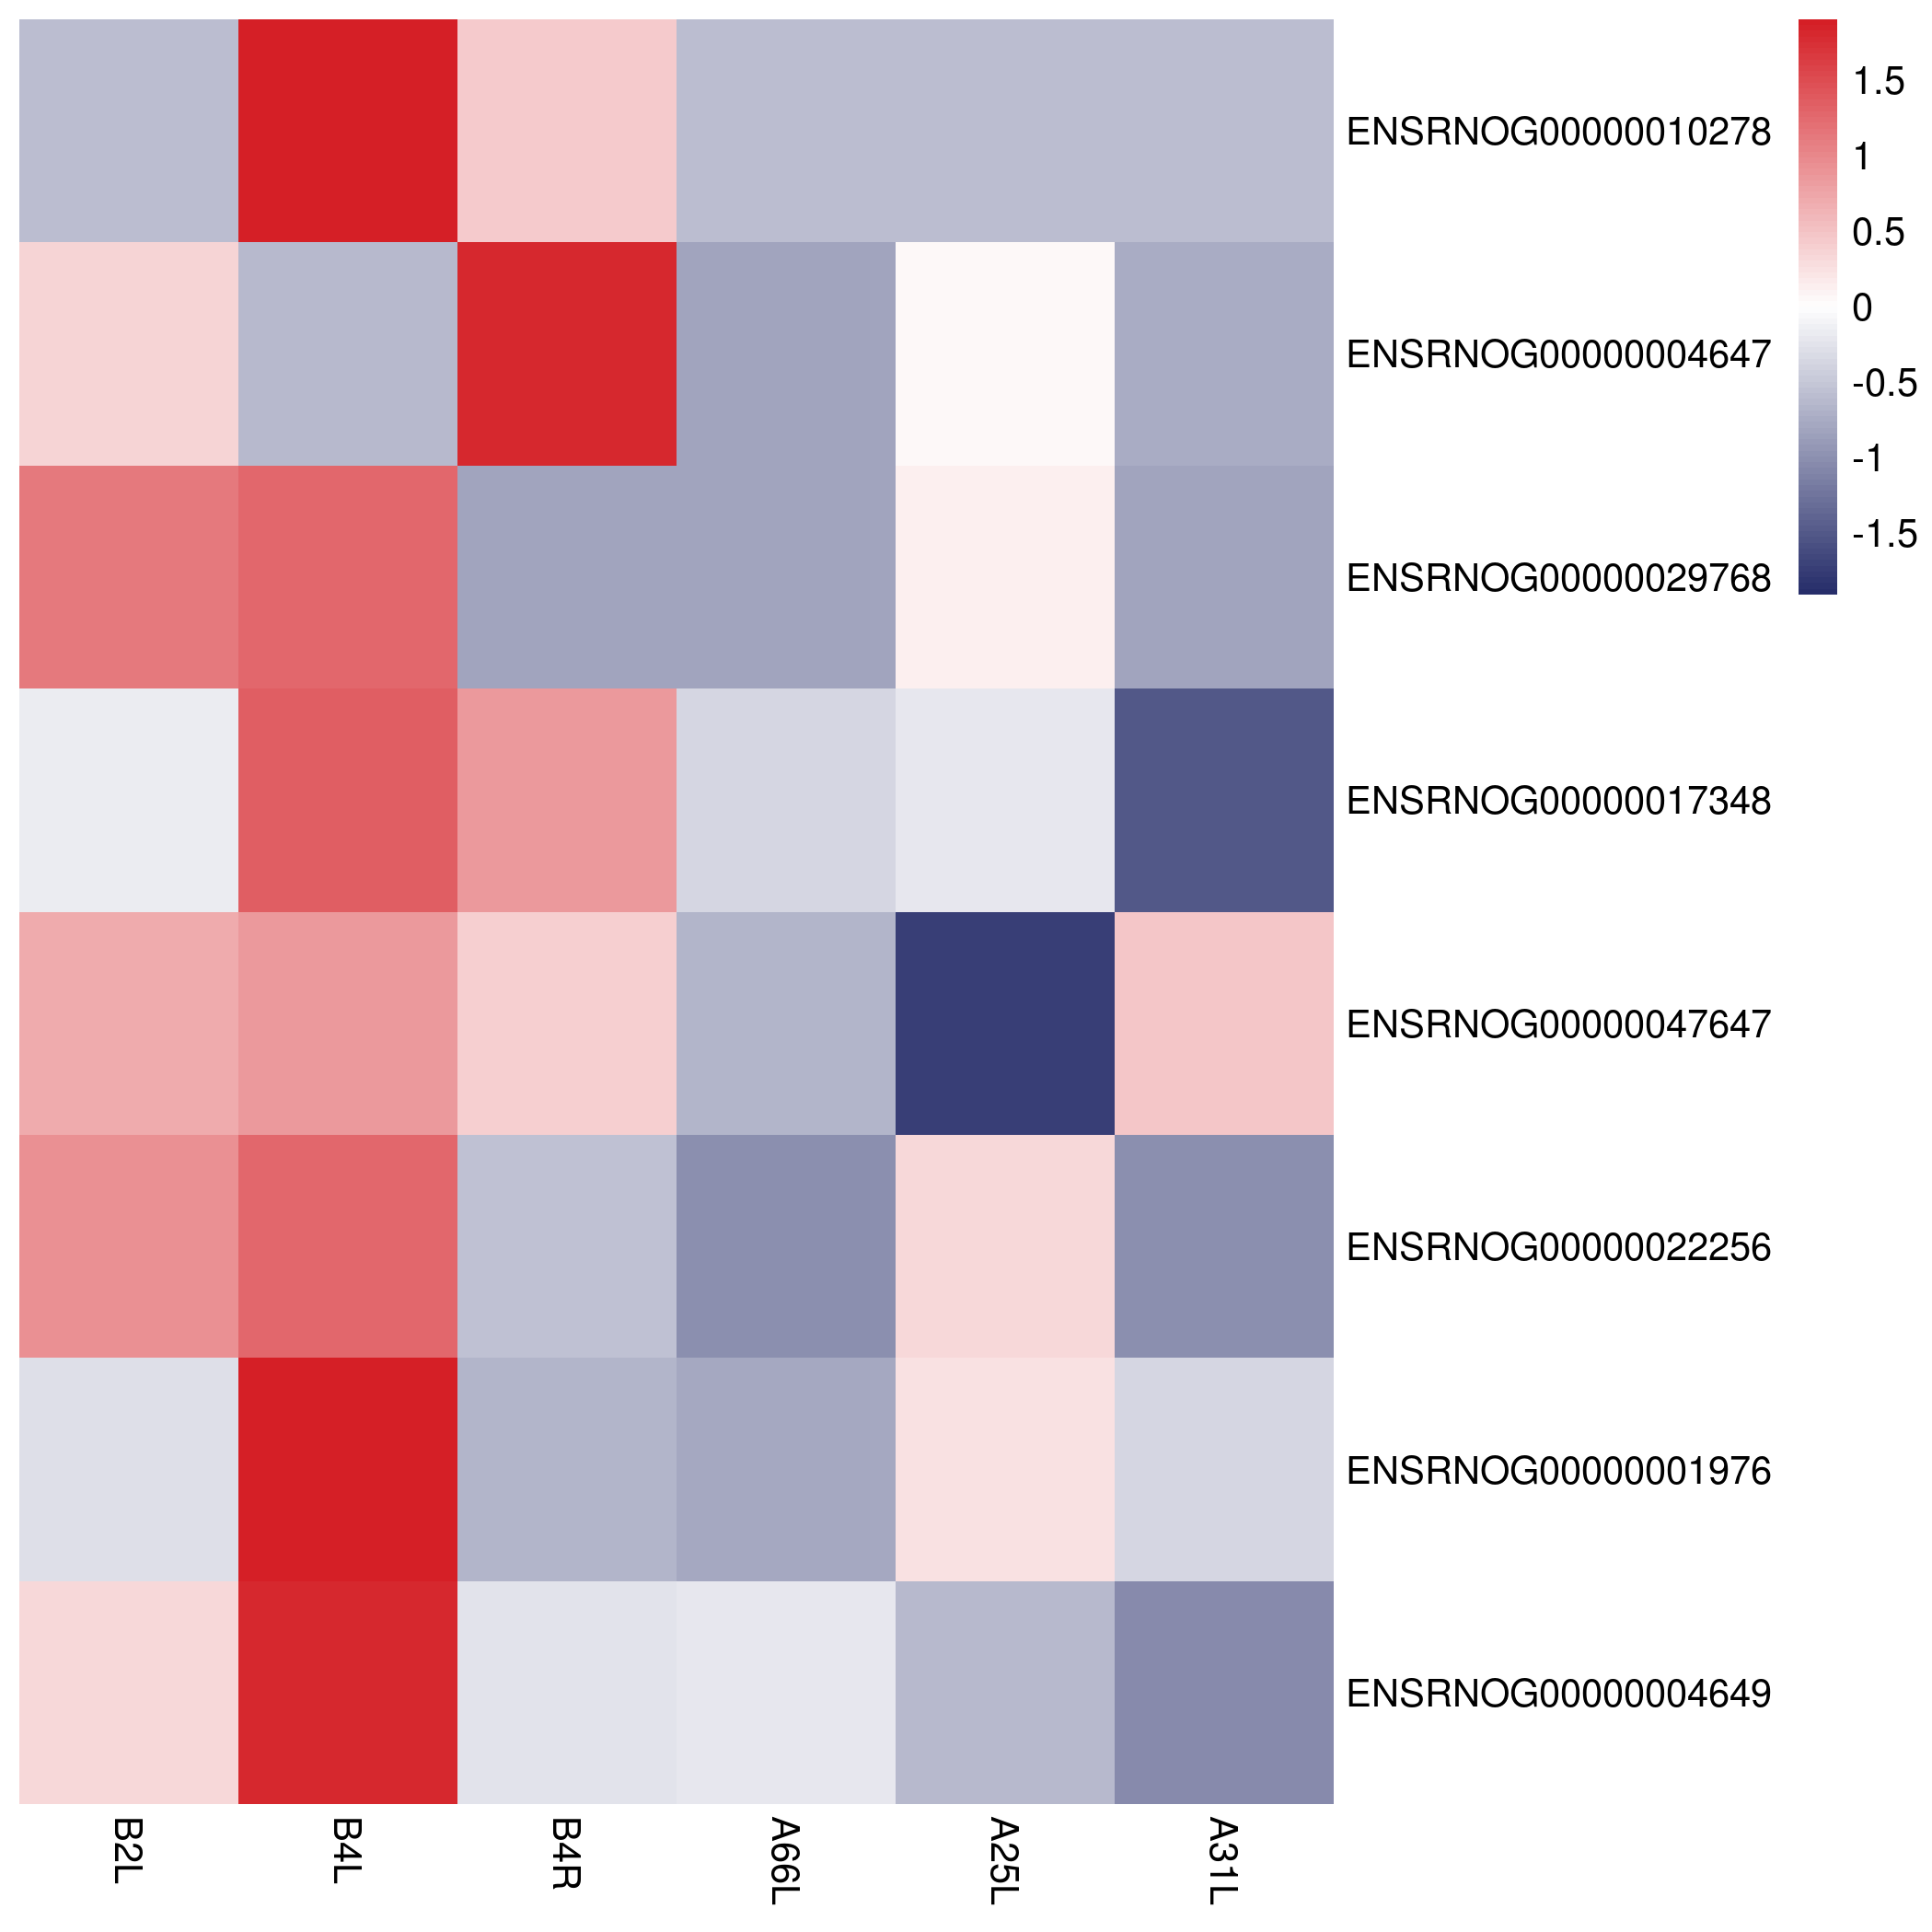 ENSRNOG00000010278
ENSRNOG00000004647
ENSRNOG00000029768
ENSRNOG00000017348
ENSRNOG00000047647
ENSRNOG00000022256
ENSRNOG00000001976
ENSRNOG00000004649
1.5
1
0.5
0
-0.5
-1
-1.5
B2L
B4L
B4R
A66L
A25L
A31L